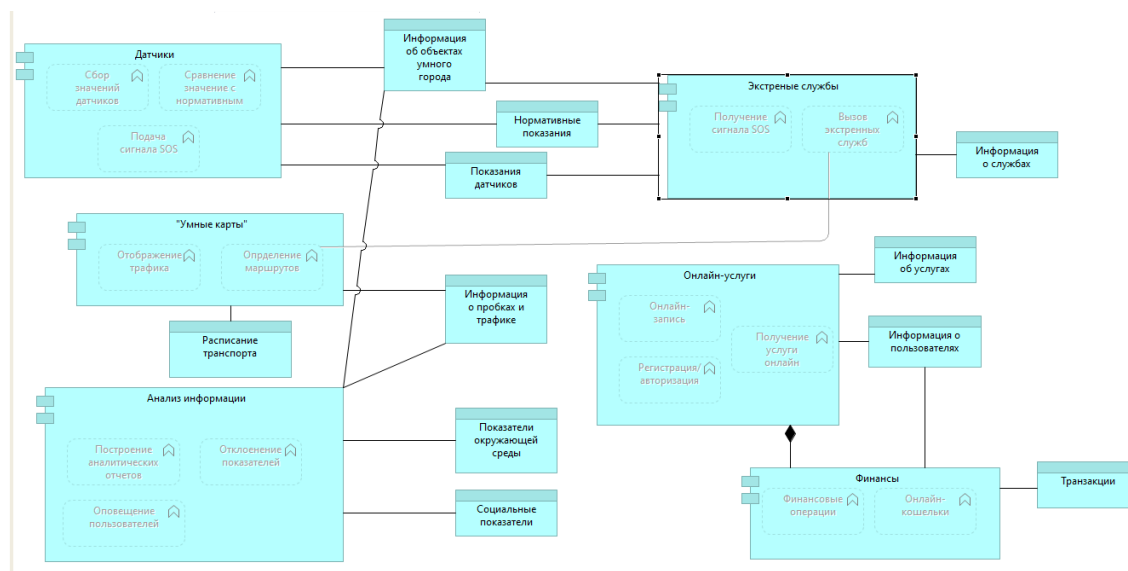 Датчики
Сбор
значений
датчиков
Сравнение
значение с
нормативным
Подача
сигнала SOS
Информация
об объектах
умного
города
Нормативные
показания
Показания
датчиков
Экстреные службы
Получение
сигнала SOS
Вызов
экстренных
служб
Информация
о службах
"Умные карты"
Отображение
трафика
Опрделение
маршрутов
Расписание
транспорта
Информация
о пробках и
трафике
Онлайн-услуги
Онлайн-
запись
Получение
услуги
онлайн
Регистрация/
авторизация
Информация
об услугах
Информация о
пользователях
Анализ информации
Построение
аналитических
отчетов
Отклоенение
показателей
Оповещение
пользователей
Показатели
окружающей
среды
Социальные
показатели
Финансы
Финансовые
операции
Онлайн-
кошельки
Транзакции